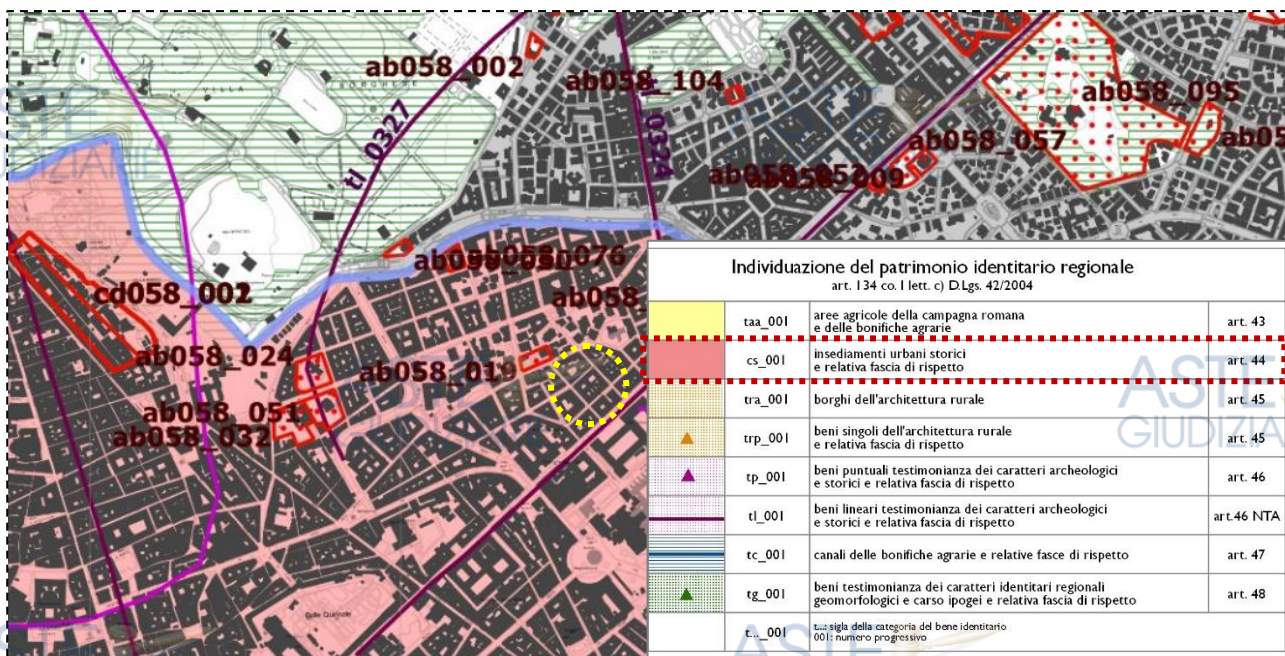 ab058_002
ab058_104
ab058_095
tl_0327
0324
ab058_057
VILLA
BORGHESE
cd058_002
ab058_024
ab058_019
ab058_051
ab058_032
ab058_
Colle Quirinale
Individuazione del patrimonio identitario regionale
art. 134 co. 1 lett. c) D.Lgs. 42/2004
taa_001 aree agricole della campagna romana
e delle bonifiche agrarie art. 43
cs_001 insediamenti urbani storici
e relativa fascia di rispetto art. 44
tra_001 borghi dell'architettura rurale art. 45
trp_001 beni singoli dell'architettura rurale
e relativa fascia di rispetto art. 45
tp_001 beni puntuali testimonianza dei caratteri archeologici
e storici e relativa fascia di rispetto art. 46
tl_001 beni lineari testimonianza dei caratteri archeologici
e storici e relativa fascia di rispetto art.46 NTA
tc_001 canali delle bonifiche agrarie e relative fasce di rispetto art. 47
tg_001 beni testimonianza dei caratteri identitari regionali
geomorfologici e carso ipogei e relativa fascia di rispetto art. 48
t..._001 t...: sigla della categoria del bene identitario
001: numero progressivo
ASTE
GIUDIZIARIE